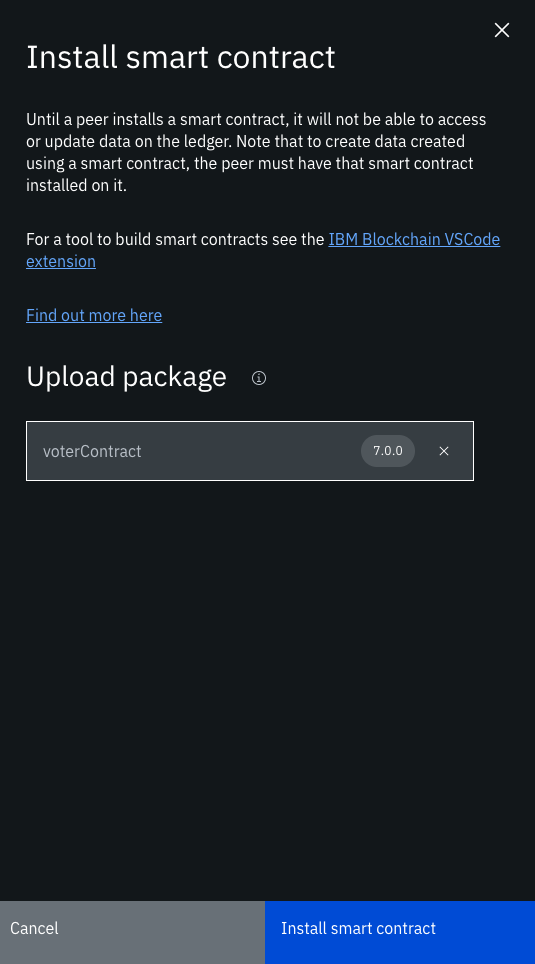 Install smart contract
Until a peer installs a smart contract, it will not be able to access
or update data on the ledger. Note that to create data created
using a smart contract, the peer must have that smart contract
installed on it.
For a tool to build smart contracts see the IBM Blockchain VSCode
extension
Find out more here
Upload package
voterContract 7.0.0
Cancel Install smart contract